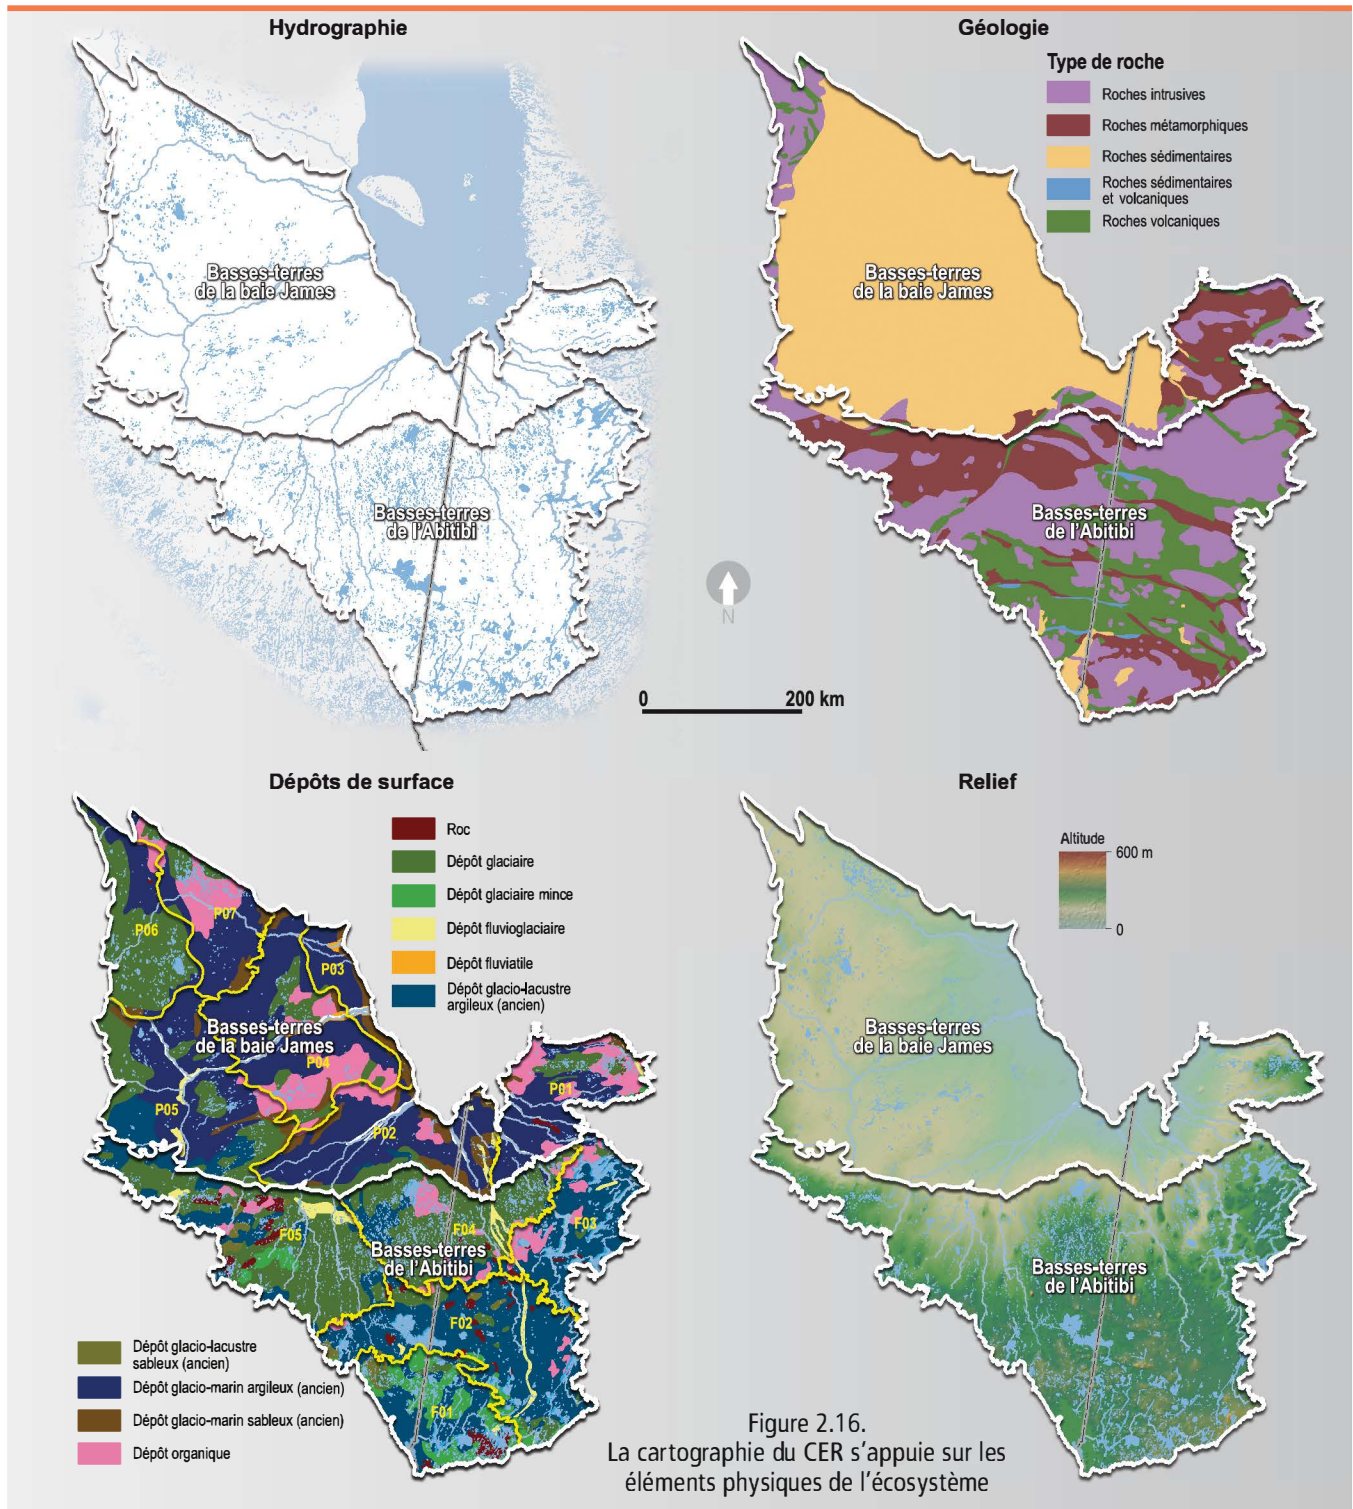 Hydrographie
Basses-terres
de la baie James
Basses-terres
de l'Abitibi
Géologie
Type de roche
Roches intrusives
Roches métamorphiques
Roches sédimentaires
Roches sédimentaires
et volcaniques
Roches volcaniques
Basses-terres
de la baie James
Basses-terres
de l'Abitibi
N
0 200 km
Dépôts de surface
Roc
Dépôt glaciaire
Dépôt glaciaire mince
Dépôt fluvioglaciaire
Dépôt fluviatile
Dépôt glacio-lacustre
argileux (ancien)
P07
P06
P03
Basses-terres
de la baie James
P04
P01
P05
P02
F03
F04
F05
Basses-terres
de l'Abitibi
F02
F01
Dépôt glacio-lacustre
sableux (ancien)
Dépôt glacio-marin argileux (ancien)
Dépôt glacio-marin sableux (ancien)
Dépôt organique
Relief
Altitude
600 m
0
Basses-terres
de la baie James
Basses-terres
de l'Abitibi
Figure 2.16.
La cartographie du CER s'appuie sur les
éléments physiques de l'écosystème